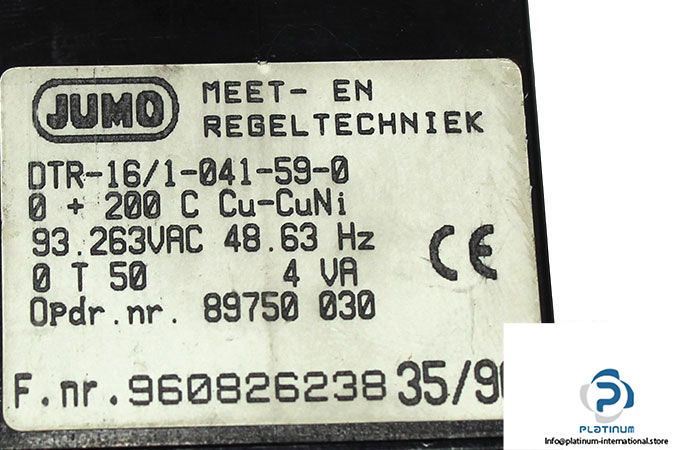 JUMO
MEET- EN
REGELTECHNIEK
DTR-16/1-041-59-0
0 + 200 C Cu-CuNi
93.263VAC 48.63 Hz
0 T 50 4 VA
CE
Opdr.nr. 89750 030
F.nr.960826238 35/9
PLATINUM
Info@platinum-international.store